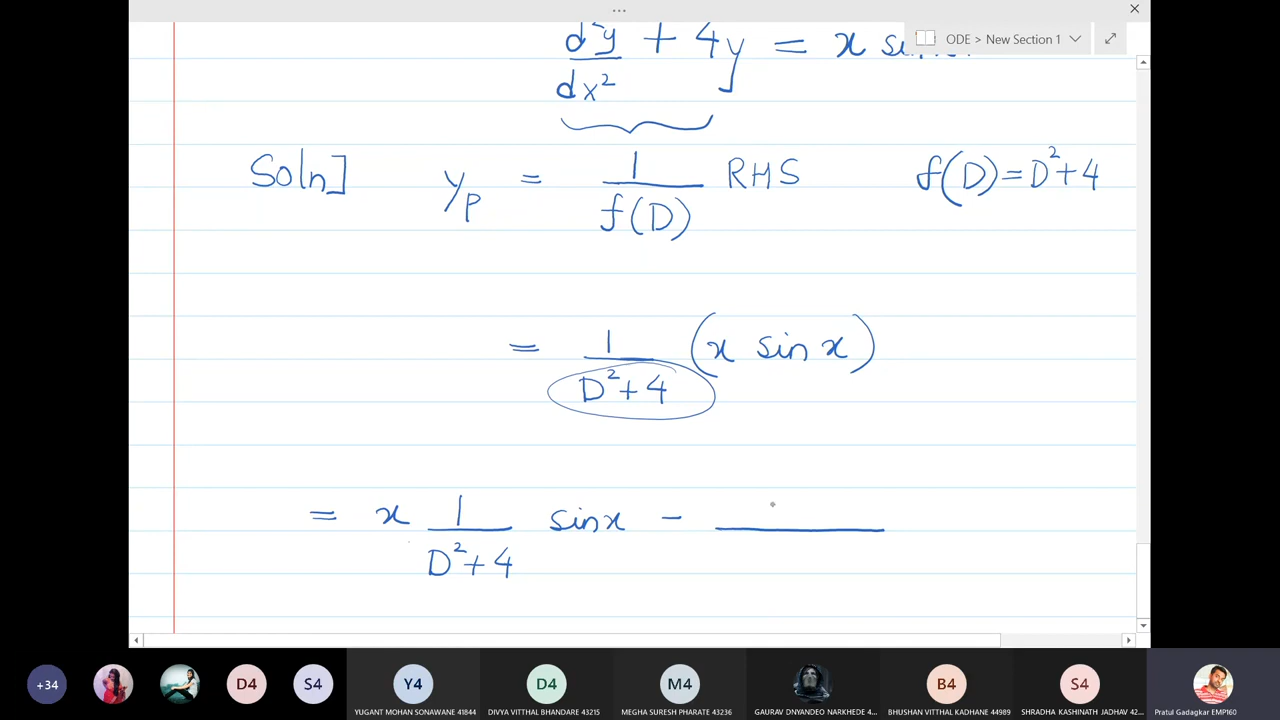 ...
ODE > New Section 1
d²y/dx² + 4y = x
Soln] yp = 1/f(D) RHS f(D) = D²+4
= 1/D²+4 (x sin x)
= x 1/D²+4 sinx -
+34 D4 S4 Y4 D4 M4 B4 S4
YUGANT MOHAN SONAWANE 41844 DIVYA VITTHAL BHANDARE 43215 MEGHA SURESH PHARATE 43236 GAURAV DNYANDEO NARKHEDE 4... BHUSHAN VITTHAL KADHANE 44989 SHRADHA KASHINATH JADHAV 42... Pratul Gadagkar EMP160